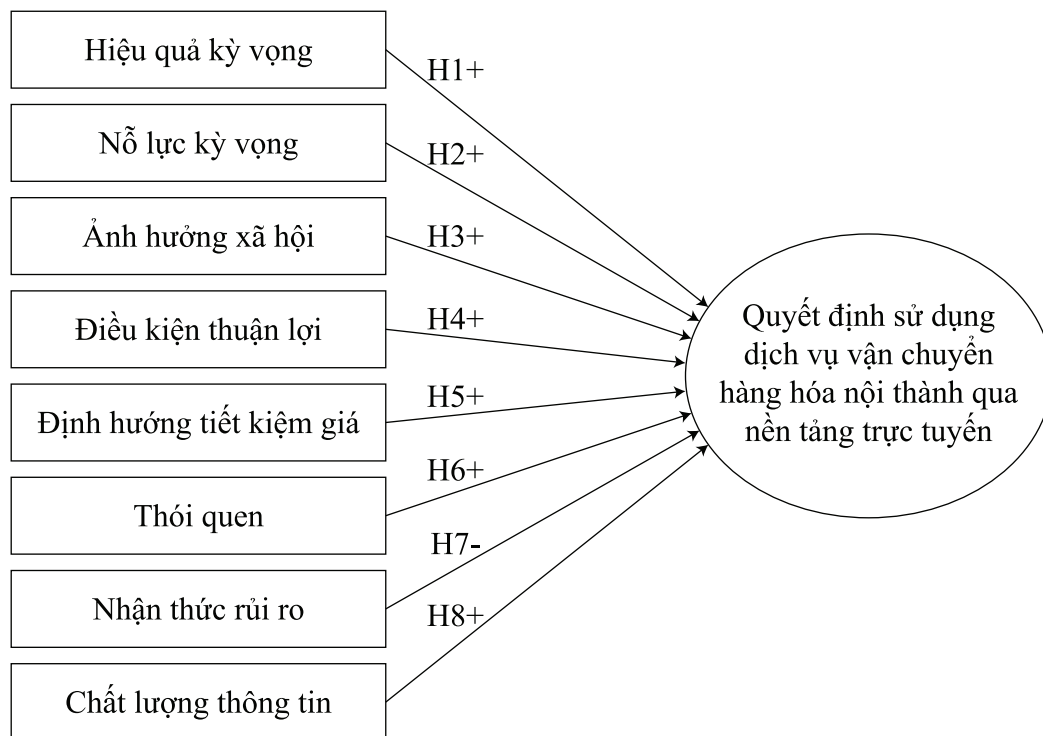 Hiệu quả kỳ vọng
H1+
Nỗ lực kỳ vọng
H2+
Ảnh hưởng xã hội
H3+
Điều kiện thuận lợi
H4+
Định hướng tiết kiệm giá
H5+
Thói quen
H6+
Nhận thức rủi ro
H7-
Chất lượng thông tin
H8+
Quyết định sử dụng
dịch vụ vận chuyển
hàng hóa nội thành qua
nền tảng trực tuyến